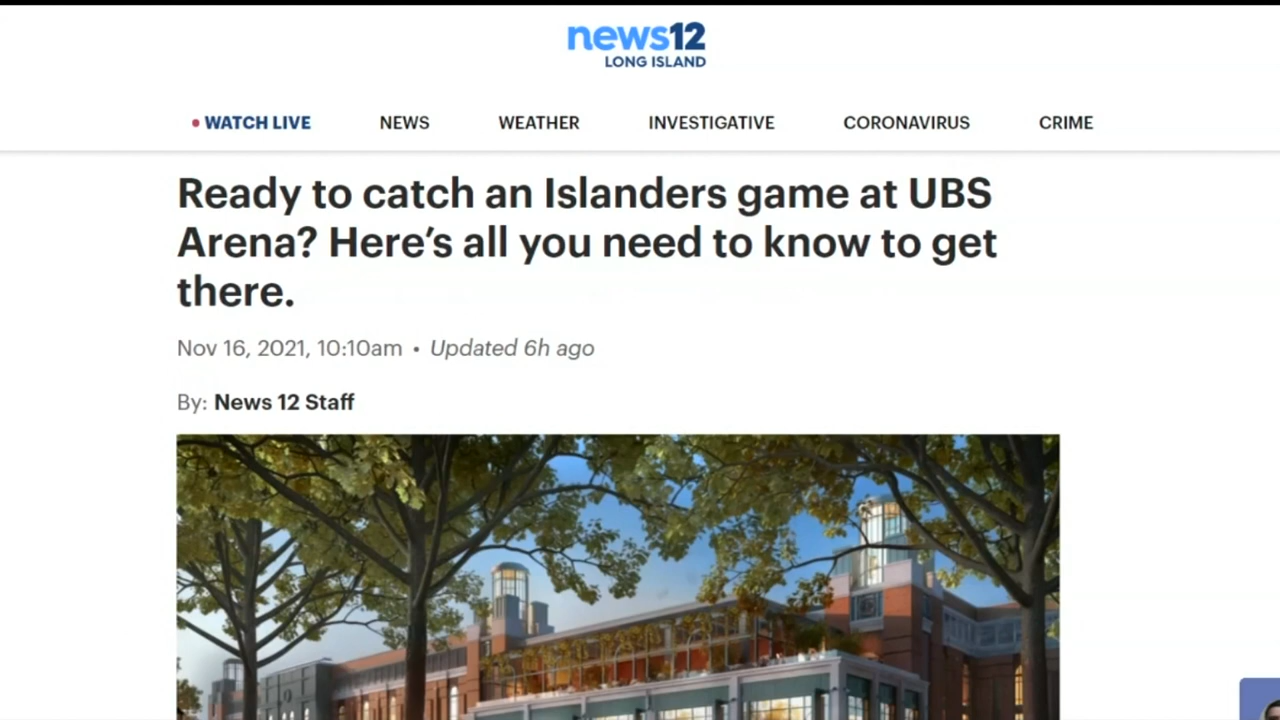 news12
LONG ISLAND
• WATCH LIVE NEWS WEATHER INVESTIGATIVE CORONAVIRUS CRIME
Ready to catch an Islanders game at UBS
Arena? Here’s all you need to know to get
there.
Nov 16, 2021, 10:10am • Updated 6h ago
By: News 12 Staff